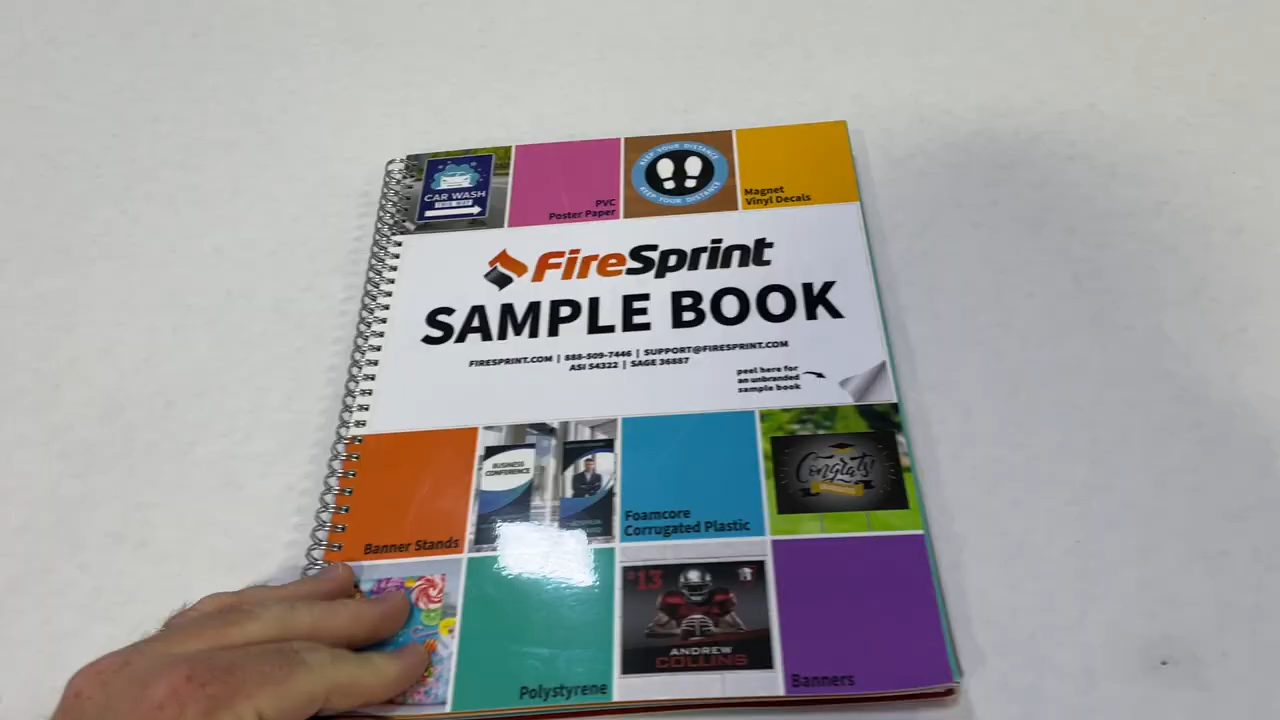 CAR WASH
THIS WAY
PVC
Poster Paper
KEEP YOUR DISTANCE
KEEP YOUR DISTANCE
Magnet
Vinyl Decals
FireSprint
SAMPLE BOOK
FIRESPRINT.COM | 888-509-7446 | SUPPORT@FIRESPRINT.COM
ASI 54322 | SAGE 36887
peel here for
an unbranded
sample book
Banner Stands
BUSINESS
CONFERENCE
Foamcore
Corrugated Plastic
Congrats!
Polystyrene
#13
ANDREW
COLLINS
Banners